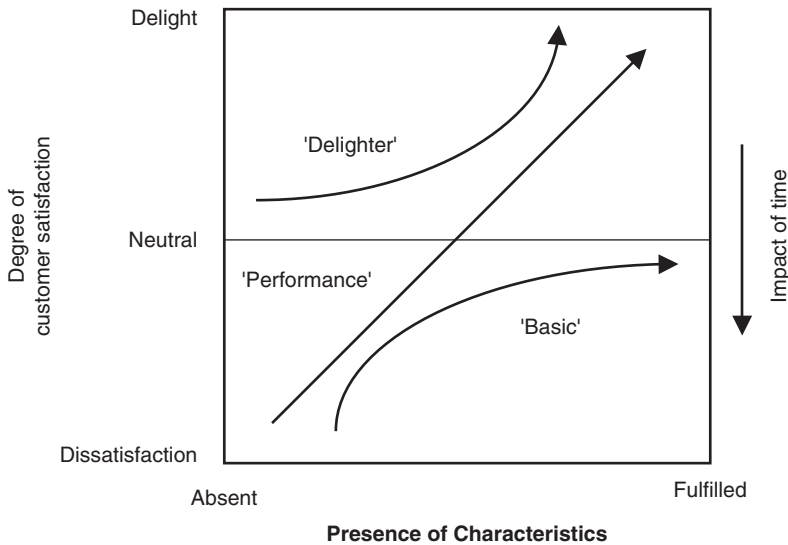 Delight
'Delighter'
Degree of
customer satisfaction
Neutral
Impact of time
'Performance'
'Basic'
Dissatisfaction
Absent
Fulfilled
Presence of Characteristics